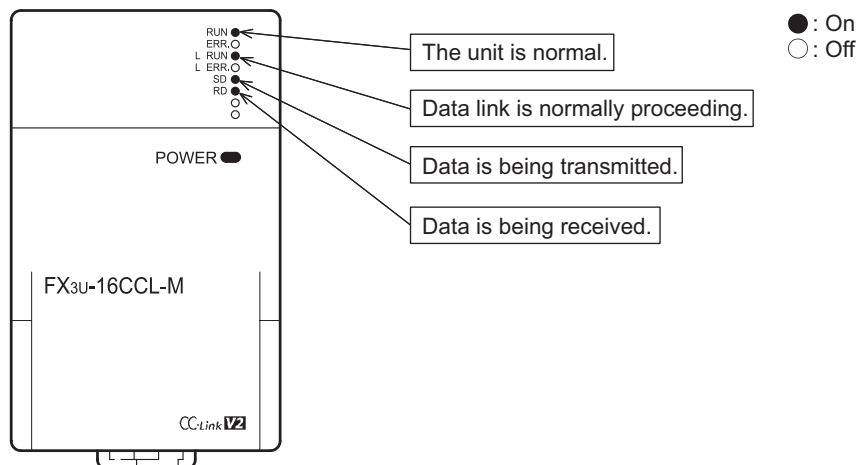 RUN
ERR.
L RUN
L ERR.
SD
RD
The unit is normal.
Data link is normally proceeding.
Data is being transmitted.
Data is being received.
: On
: Off
POWER
FX3U-16CCL-M
CC-Link V2